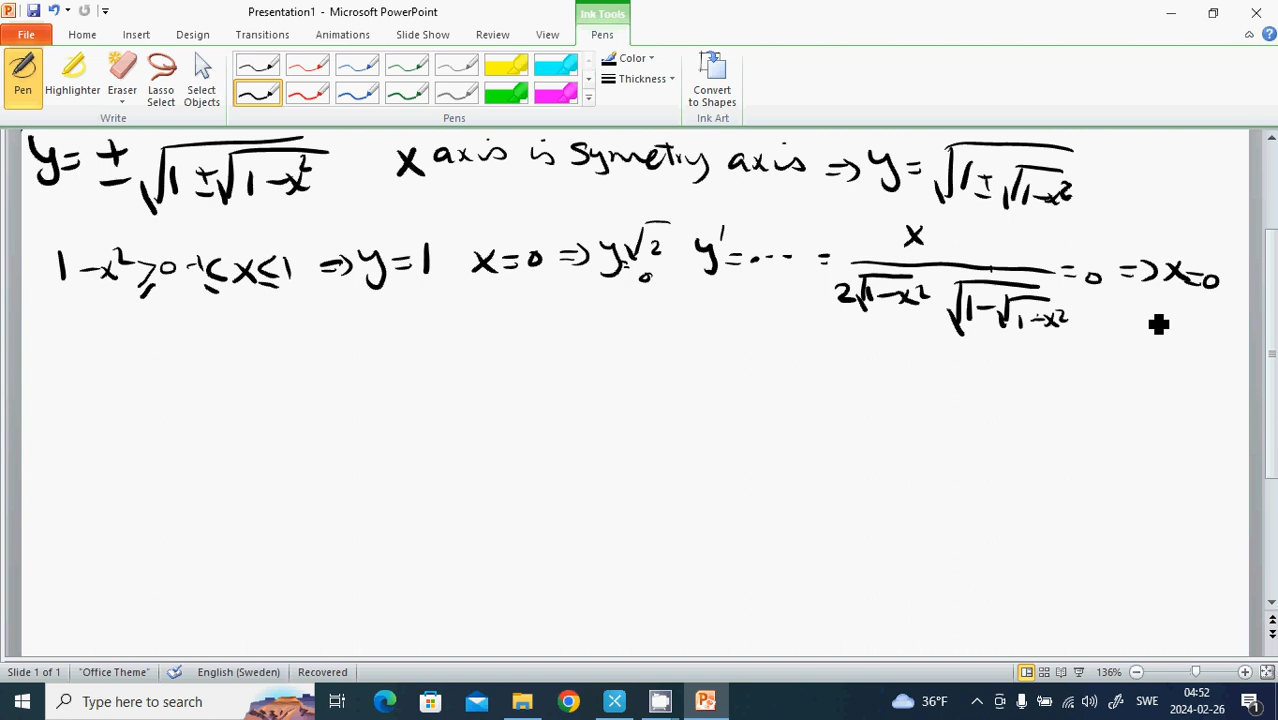 Presentation1 - Microsoft PowerPoint
Ink Tools
File Home Insert Design Transitions Animations Slide Show Review View Pens
Pen Highlighter Eraser Lasso Select Select Objects
Color
Thickness
Convert to Shapes
Write Pens Ink Art
y = ± √(1 ± √(1-x²)) x axis is symetry axis => y = √(1 ± √(1-x²))
1-x² ≥ 0 -1 ≤ x ≤ 1 => y = 1 x = 0 => y = √2 0 y' = .... = x / (2√(1-x²) √(1-√(1-x²))) = 0 => x = 0
Slide 1 of 1 "Office Theme" English (Sweden) Recovered 136%
Type here to search 36°F SWE 04:52
2024-02-26 1